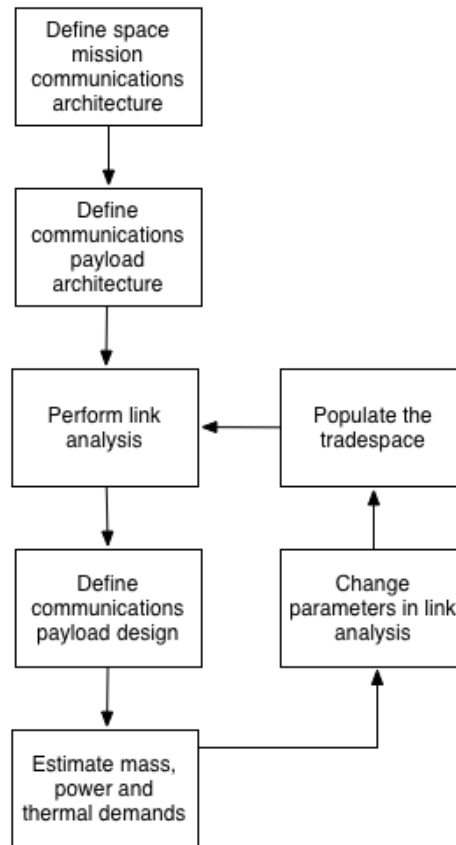 Define space
mission
communications
architecture
Define
communications
payload
architecture
Perform link
analysis
Populate the
tradespace
Define
communications
payload design
Change
parameters in link
analysis
Estimate mass,
power and
thermal demands